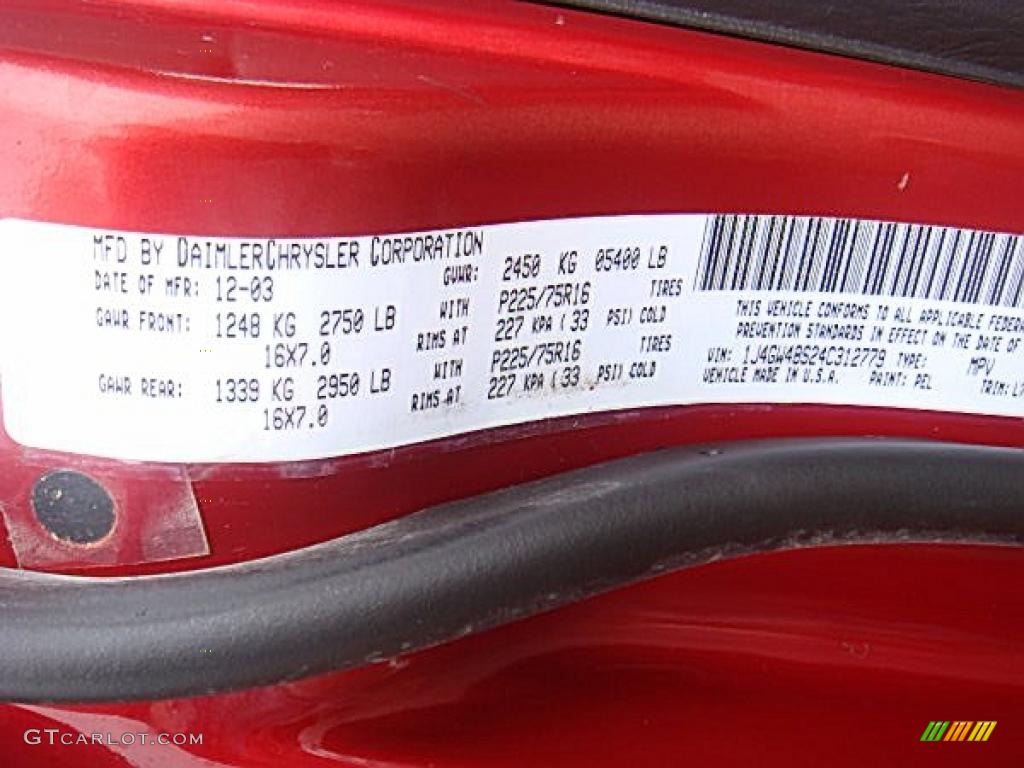 MFD BY DAIMLERCHRYSLER CORPORATION
DATE OF MFR: 12-03
GVWR: 2450 KG 05400 LB
GAWR FRONT: 1248 KG 2750 LB
16X7.0
WITH P225/75R16 TIRES
RIMS AT 227 KPA ( 33 PSI) COLD
GAWR REAR: 1339 KG 2950 LB
16X7.0
WITH P225/75R16 TIRES
RIMS AT 227 KPA ( 33 PSI) COLD
THIS VEHICLE CONFORMS TO ALL APPLICABLE FEDERA
PREVENTION STANDARDS IN EFFECT ON THE DATE OF
VIN: 1J4GW48S24C312779 TYPE: MPV
VEHICLE MADE IN U.S.A. PAINT: PEL TRIM:
GTCARLOT.COM